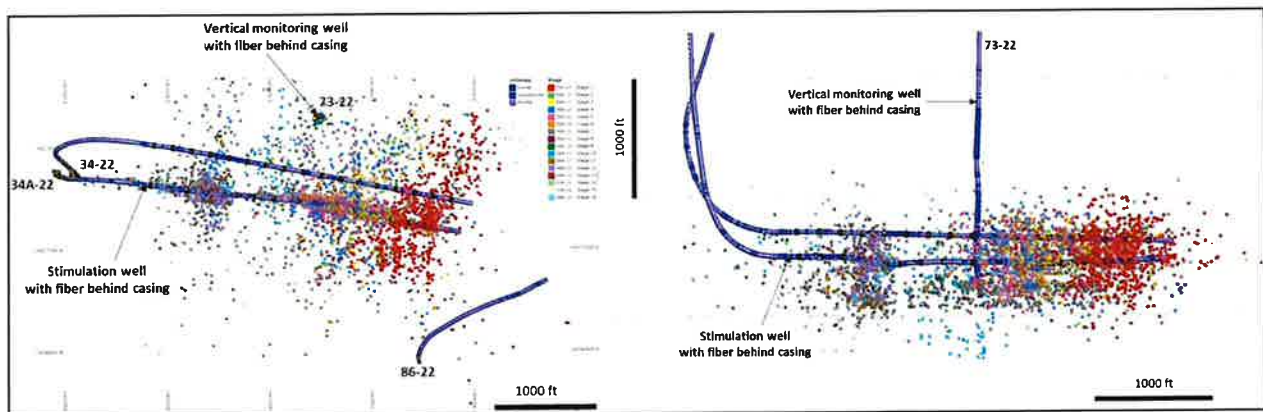 Vertical monitoring well
with fiber behind casing
23-22
34-22
34A-22
Stimulation well
with fiber behind casing
86-22
1000 ft
1000 ft
73-22
Vertical monitoring well
with fiber behind casing
Stimulation well
with fiber behind casing
1000 ft